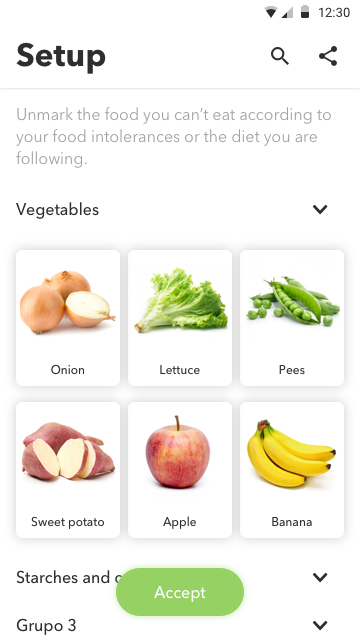 12:30
Setup
Unmark the food you can’t eat according to
your food intolerances or the diet you are
following.
Vegetables
Onion Lettuce Pees
Sweet potato Apple Banana
Starches and
Accept
Grupo 3